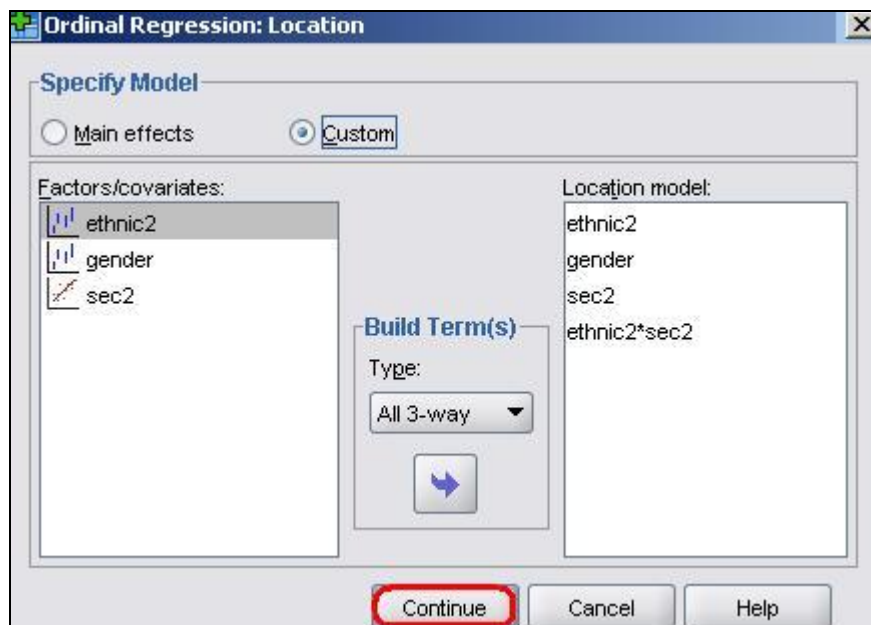 Ordinal Regression: Location
Specify Model
Main effects
Custom
Factors/covariates:
ethnic2
gender
sec2
Build Term(s)
Type:
All 3-way
Location model:
ethnic2
gender
sec2
ethnic2*sec2
Continue
Cancel
Help